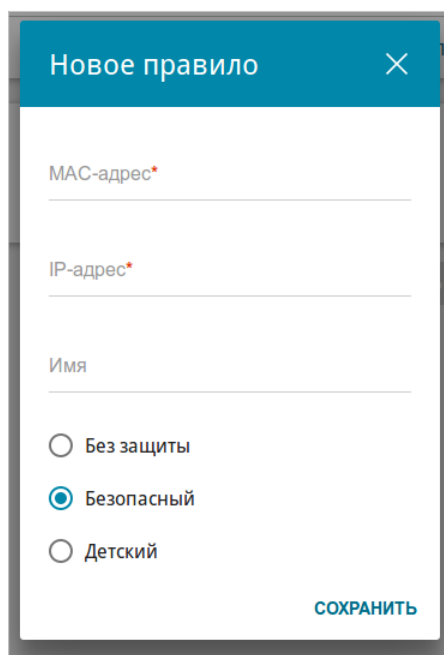 Новое правило
MAC-адрес*
IP-адрес*
Имя
Без защиты
Безопасный
Детский
СОХРАНИТЬ